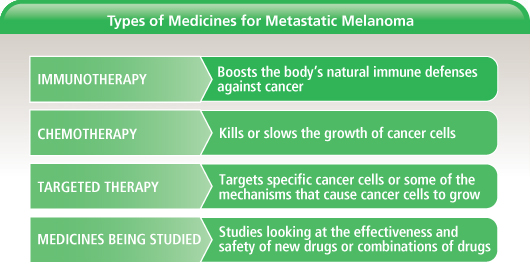 Types of Medicines for Metastatic Melanoma
IMMUNOTHERAPY
Boosts the body's natural immune defenses
against cancer
CHEMOTHERAPY
Kills or slows the growth of cancer cells
TARGETED THERAPY
Targets specific cancer cells or some of the
mechanisms that cause cancer cells to grow
MEDICINES BEING STUDIED
Studies looking at the effectiveness and
safety of new drugs or combinations of drugs